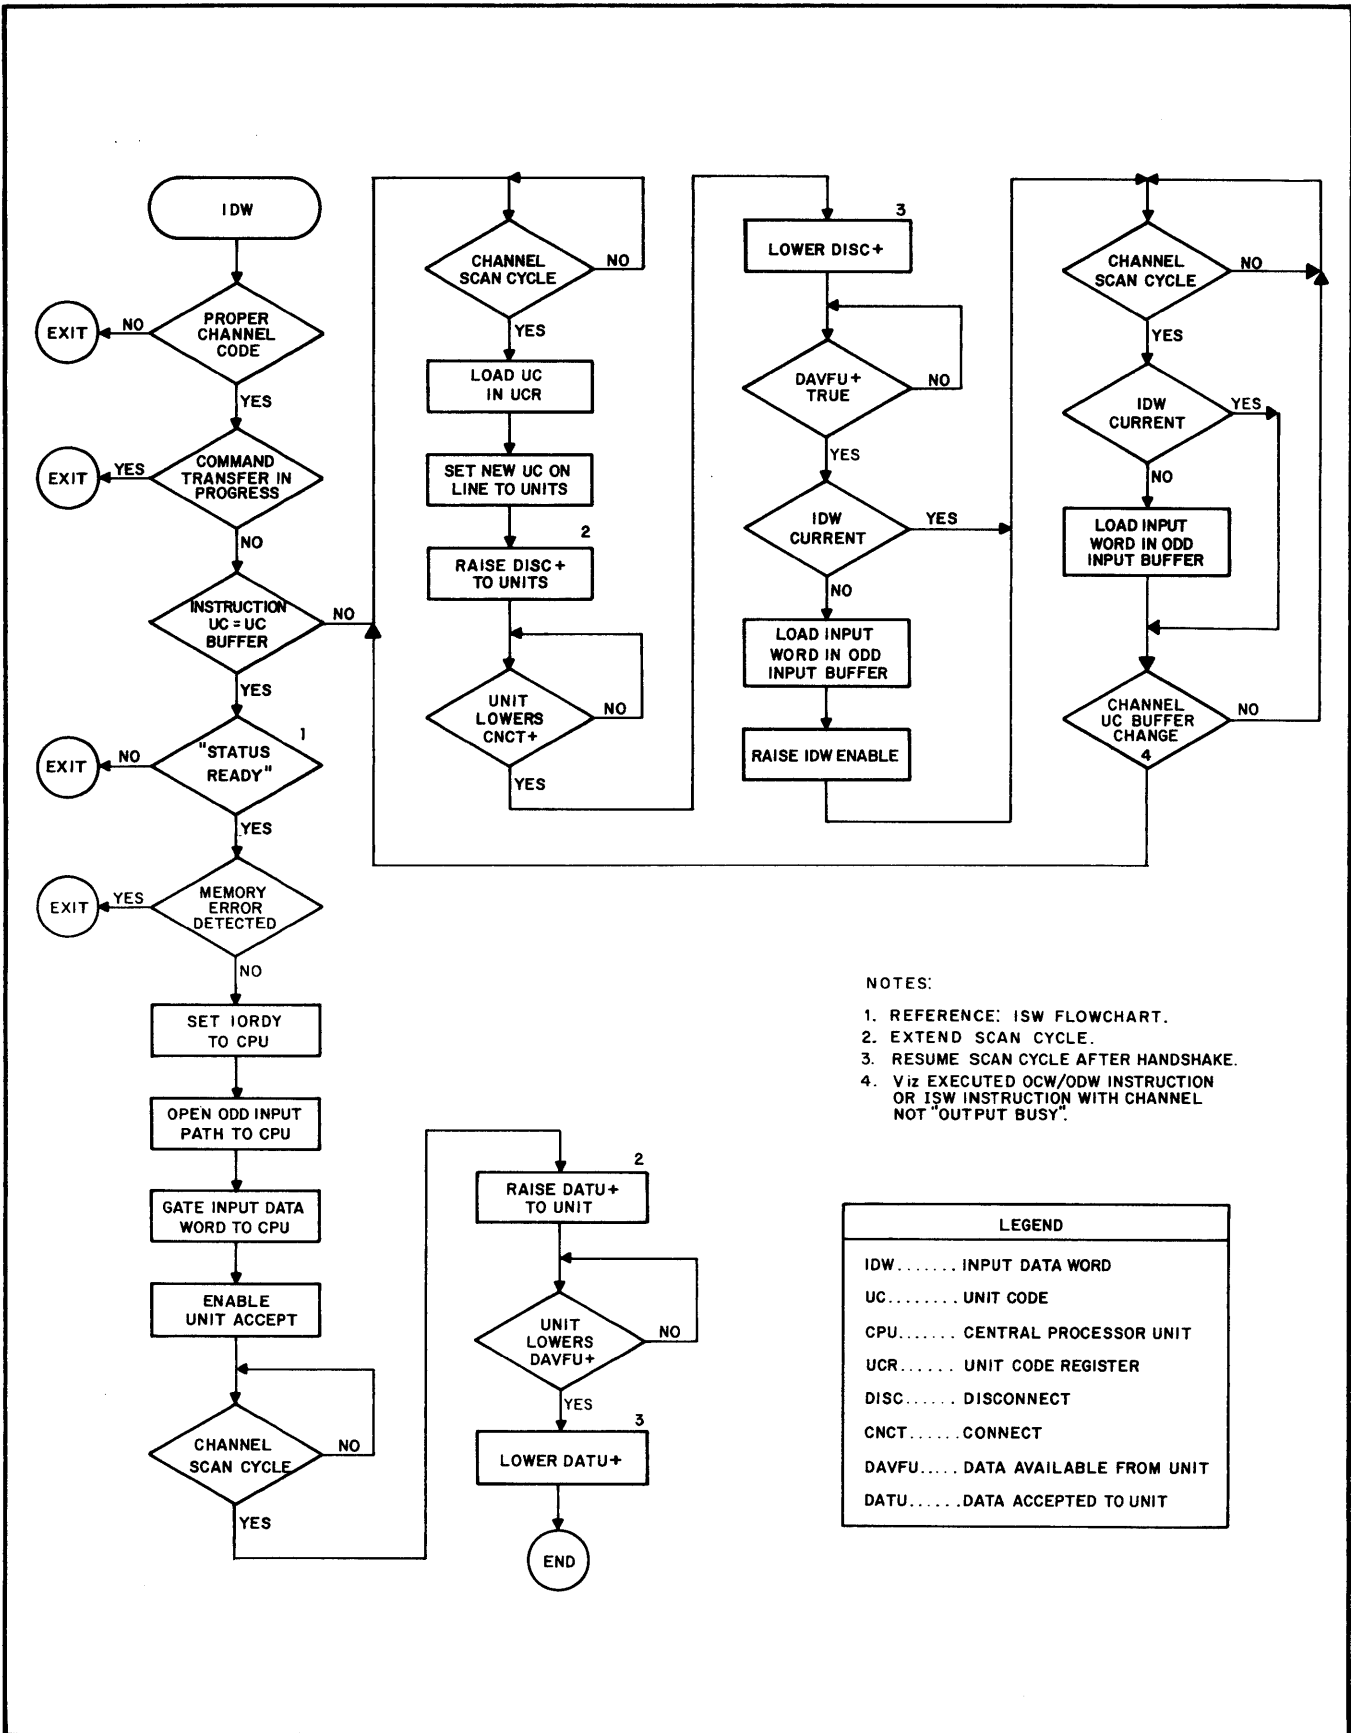 IDW
PROPER
CHANNEL
CODE
NO
EXIT
YES
COMMAND
TRANSFER IN
PROGRESS
YES
EXIT
NO
INSTRUCTION
UC = UC
BUFFER
NO
YES
1
"STATUS
READY"
NO
EXIT
YES
MEMORY
ERROR
DETECTED
YES
EXIT
NO
SET IORDY
TO CPU
OPEN ODD INPUT
PATH TO CPU
GATE INPUT DATA
WORD TO CPU
ENABLE
UNIT ACCEPT
CHANNEL
SCAN CYCLE
NO
YES
CHANNEL
SCAN CYCLE
NO
YES
LOAD UC
IN UCR
SET NEW UC ON
LINE TO UNITS
2
RAISE DISC+
TO UNITS
UNIT
LOWERS
CNCT+
NO
YES
3
LOWER DISC+
DAVFU+
TRUE
NO
YES
IDW
CURRENT
YES
NO
LOAD INPUT
WORD IN ODD
INPUT BUFFER
RAISE IDW ENABLE
CHANNEL
SCAN CYCLE
NO
YES
IDW
CURRENT
YES
NO
LOAD INPUT
WORD IN ODD
INPUT BUFFER
CHANNEL
UC BUFFER
CHANGE
4
NO
2
RAISE DATU+
TO UNIT
UNIT
LOWERS
DAVFU+
NO
YES
3
LOWER DATU+
END
NOTES:
1. REFERENCE: ISW FLOWCHART.
2. EXTEND SCAN CYCLE.
3. RESUME SCAN CYCLE AFTER HANDSHAKE.
4. Viz EXECUTED OCW/ODW INSTRUCTION
OR ISW INSTRUCTION WITH CHANNEL
NOT "OUTPUT BUSY".
LEGEND
IDW....... INPUT DATA WORD
UC........ UNIT CODE
CPU....... CENTRAL PROCESSOR UNIT
UCR...... UNIT CODE REGISTER
DISC...... DISCONNECT
CNCT...... CONNECT
DAVFU..... DATA AVAILABLE FROM UNIT
DATU...... DATA ACCEPTED TO UNIT